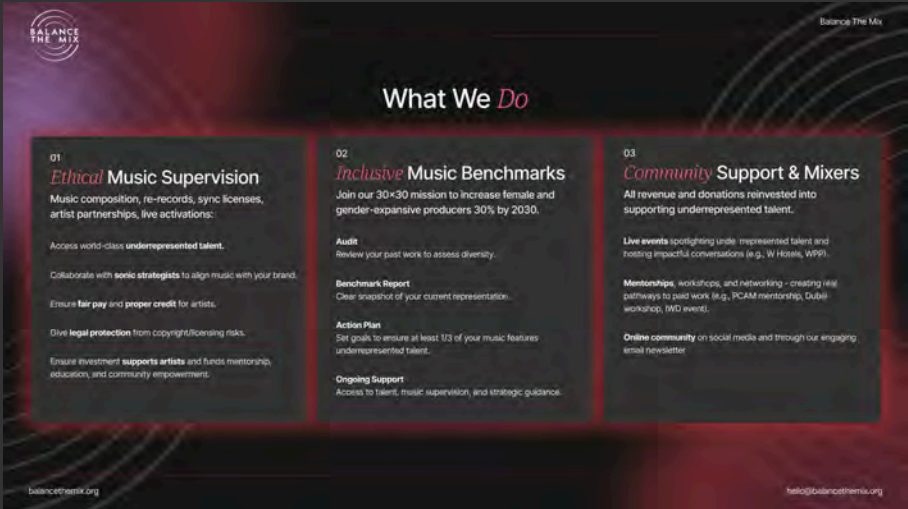 BALANCE
THE MIX
Balance The Mix
What We Do
01
Ethical Music Supervision
Music composition, re-records, sync licenses,
artist partnerships, live activations:
Access world-class underrepresented talent.
Collaborate with sonic strategists to align music with your brand.
Ensure fair pay and proper credit for artists.
Give legal protection from copyright/licensing risks.
Ensure investment supports artists and funds mentorship,
education, and community empowerment.
02
Inclusive Music Benchmarks
Join our 30×30 mission to increase female and
gender-expansive producers 30% by 2030.
Audit
Review your past work to assess diversity.
Benchmark Report
Clear snapshot of your current representation.
Action Plan
Set goals to ensure at least 1/3 of your music features
underrepresented talent.
Ongoing Support
Access to talent, music supervision, and strategic guidance.
03
Community Support & Mixers
All revenue and donations reinvested into
supporting underrepresented talent.
Live events spotlighting underrepresented talent and
hosting impactful conversations (e.g., W Hotels, WPP).
Mentorships, workshops, and networking - creating real
pathways to paid work (e.g., PCAM mentorship, Dubai
workshop, IWD event).
Online community on social media and through our engaging
email newsletter
balancethemix.org
hello@balancethemix.org